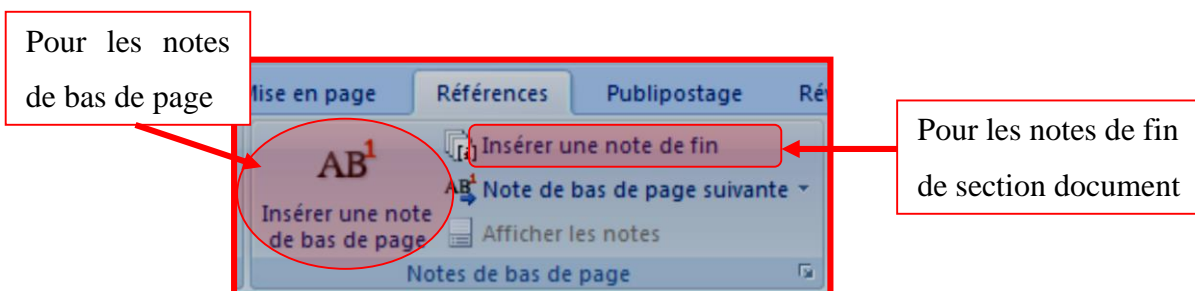 Pour les notes
de bas de page
Mise en page Références Publipostage Rév
AB1
Insérer une note
de bas de page
Insérer une note de fin
AB1 Note de bas de page suivante
Afficher les notes
Notes de bas de page
Pour les notes de fin
de section document